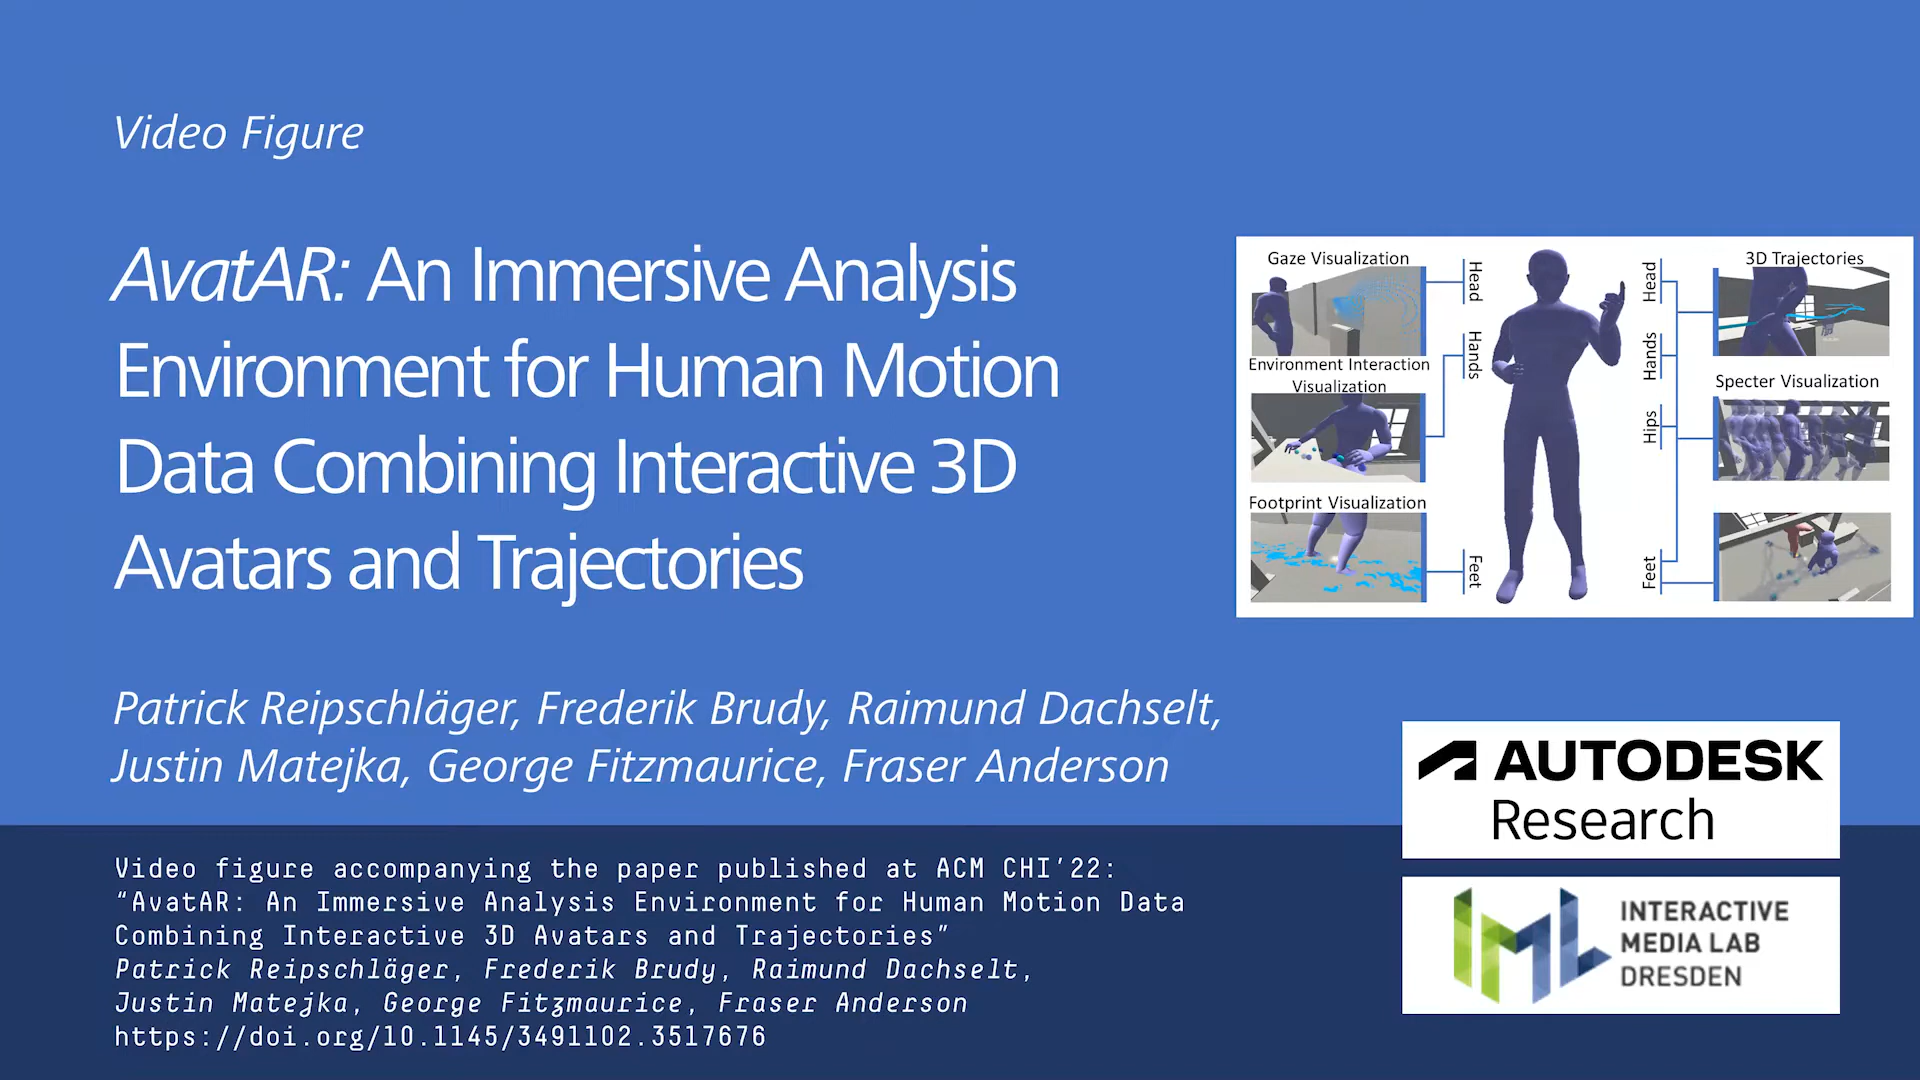 Video Figure
AvatAR: An Immersive Analysis
Environment for Human Motion
Data Combining Interactive 3D
Avatars and Trajectories
Patrick Reipschläger, Frederik Brudy, Raimund Dachselt,
Justin Matejka, George Fitzmaurice, Fraser Anderson
Gaze Visualization
Head
Environment Interaction
Visualization
Hands
Footprint Visualization
Feet
Head
3D Trajectories
Hands
Specter Visualization
Hips
Feet
AUTODESK
Research
INTERACTIVE
MEDIA LAB
DRESDEN
Video figure accompanying the paper published at ACM CHI’22:
“AvatAR: An Immersive Analysis Environment for Human Motion Data
Combining Interactive 3D Avatars and Trajectories”
Patrick Reipschläger, Frederik Brudy, Raimund Dachselt,
Justin Matejka, George Fitzmaurice, Fraser Anderson
https://doi.org/10.1145/3491102.3517676